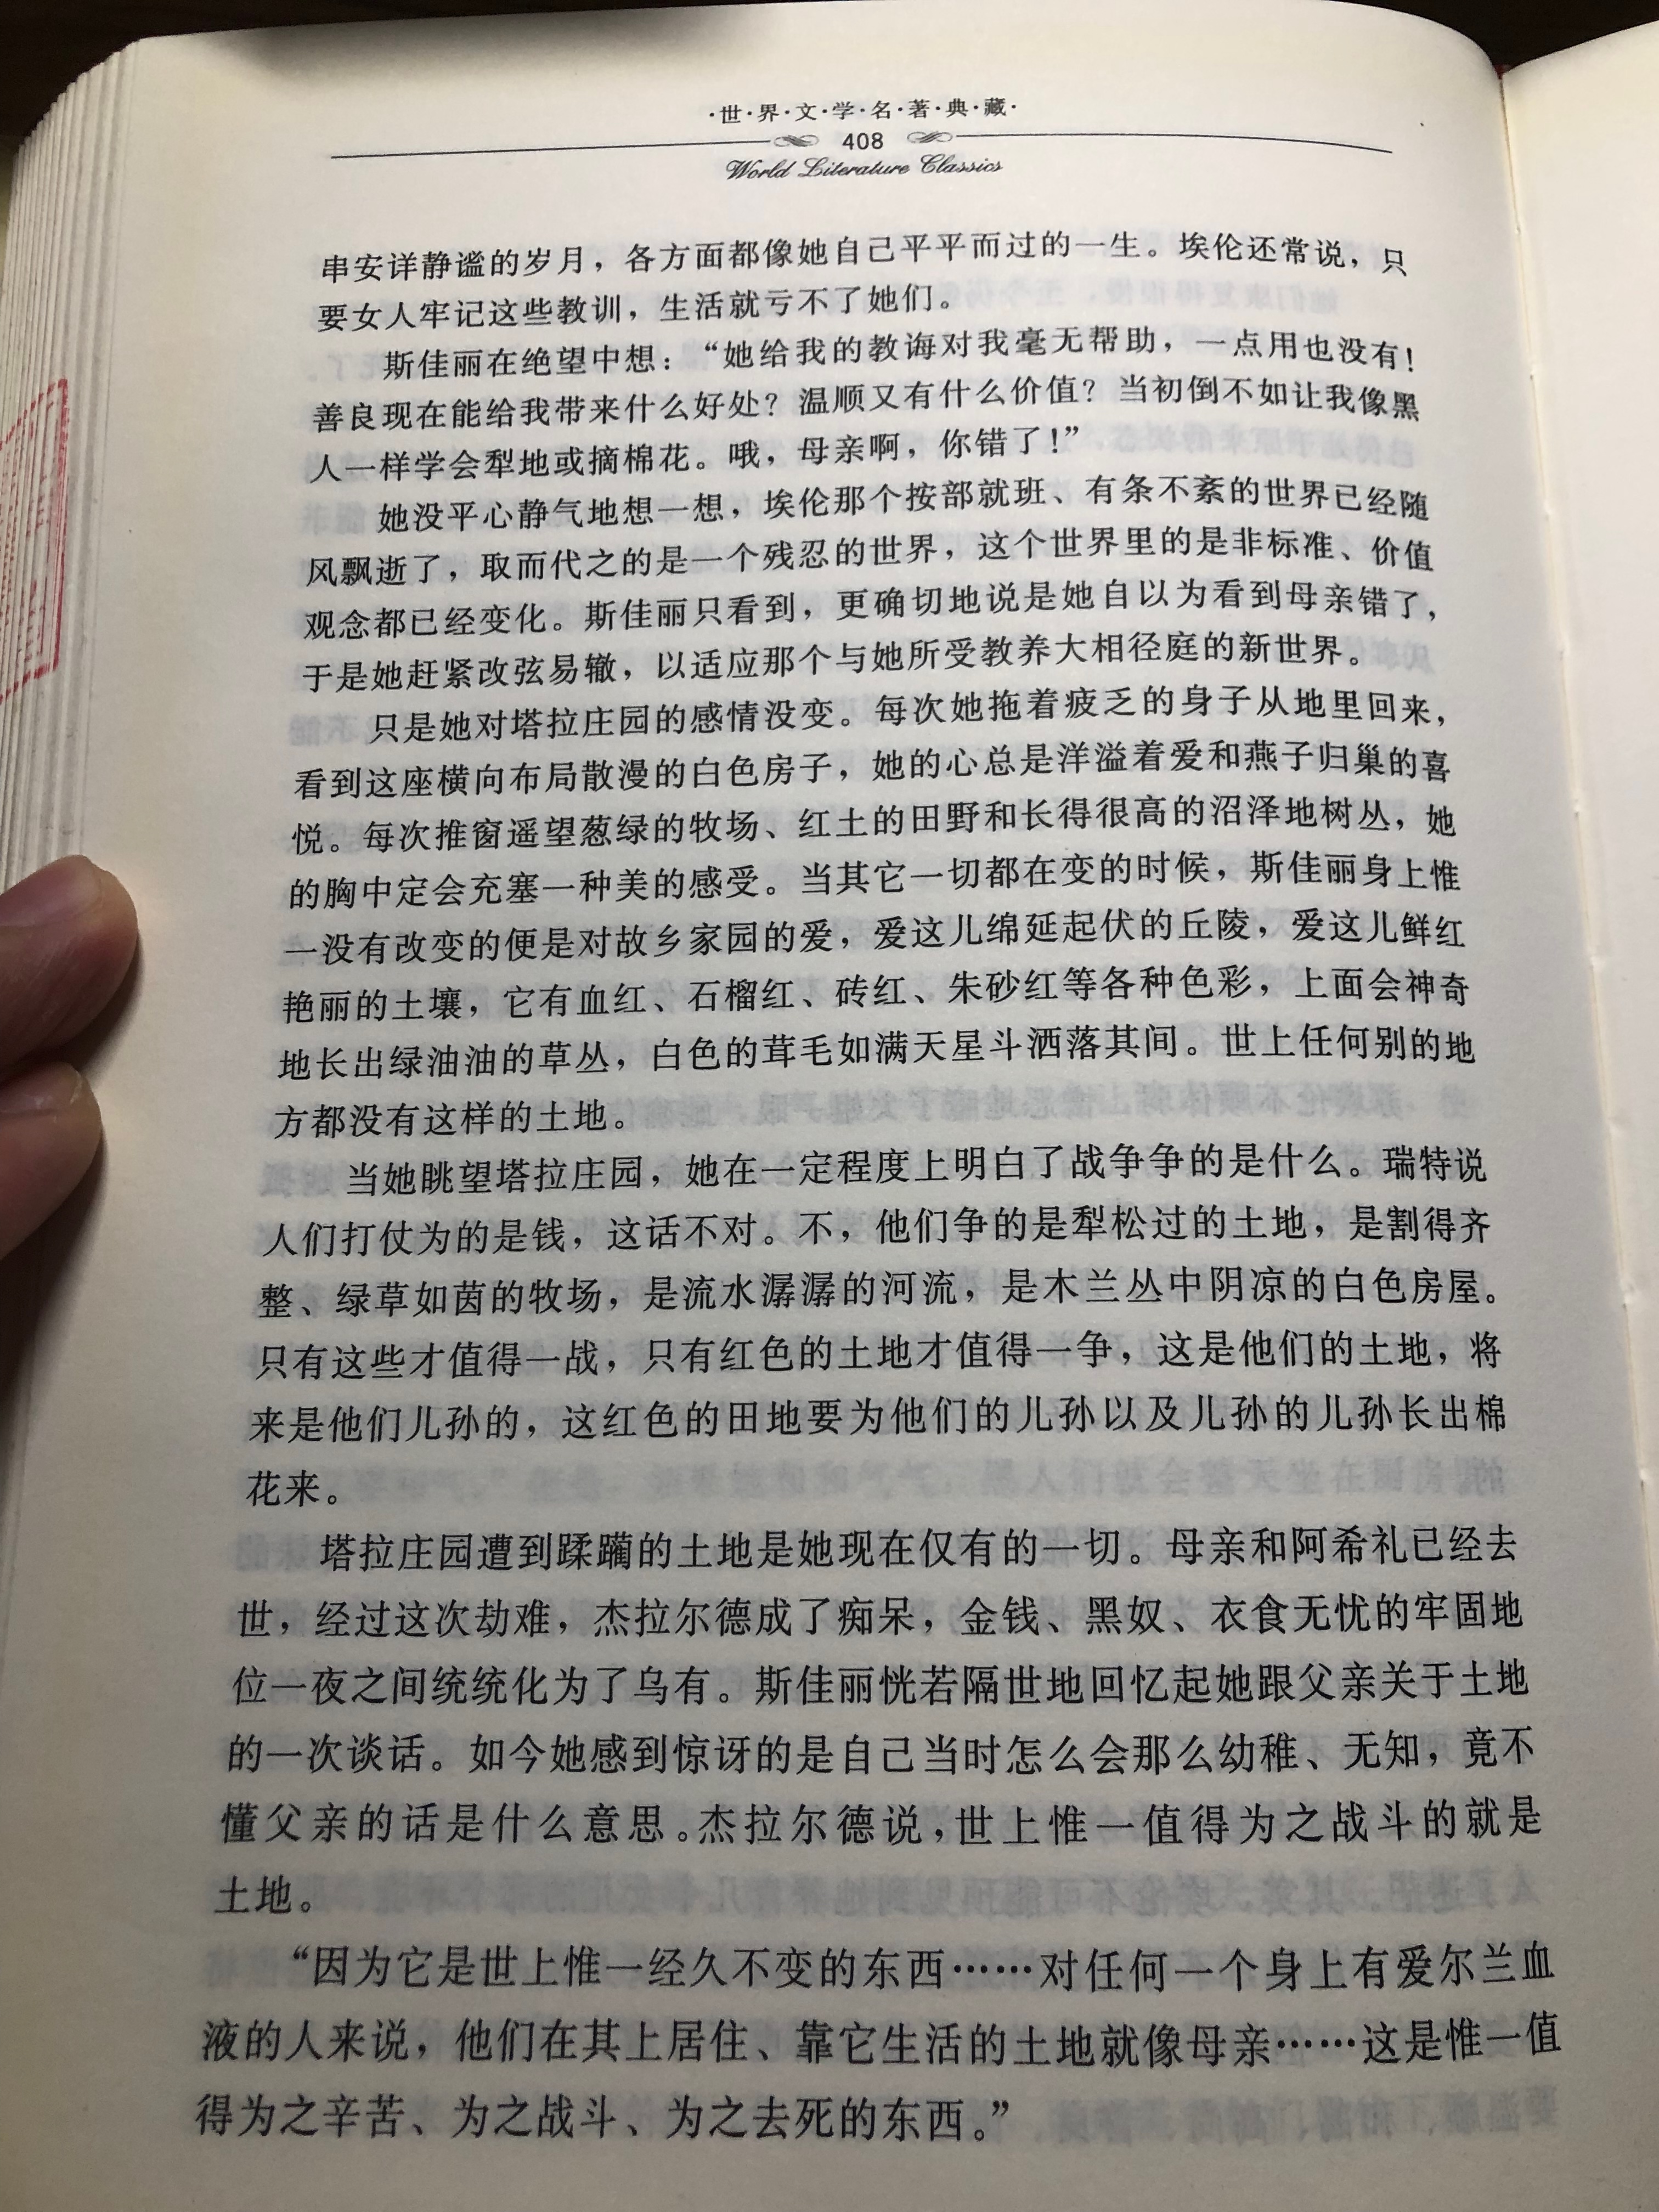 ·世·界·文·学·名·著·典·藏·
408
World Literature Classics
串安详静谧的岁月，各方面都像她自己平平而过的一生。埃伦还常说，只
要女人牢记这些教训，生活就亏不了她们。
斯佳丽在绝望中想：“她给我的教诲对我毫无帮助，一点用也没有！
善良现在能给我带来什么好处？温顺又有什么价值？当初倒不如让我像黑
人一样学会犁地或摘棉花。哦，母亲啊，你错了！”
她没平心静气地想一想，埃伦那个按部就班、有条不紊的世界已经随
风飘逝了，取而代之的是一个残忍的世界，这个世界里的是非标准、价值
观念都已经变化。斯佳丽只看到，更确切地说是她自以为看到母亲错了，
于是她赶紧改弦易辙，以适应那个与她所受教养大相径庭的新世界。
只是她对塔拉庄园的感情没变。每次她拖着疲乏的身子从地里回来，
看到这座横向布局散漫的白色房子，她的心总是洋溢着爱和燕子归巢的喜
悦。每次推窗遥望葱绿的牧场、红土的田野和长得很高的沼泽地树丛，她
的胸中定会充塞一种美的感受。当其它一切都在变的时候，斯佳丽身上惟
一没有改变的便是对故乡家园的爱，爱这儿绵延起伏的丘陵，爱这儿鲜红
艳丽的土壤，它有血红、石榴红、砖红、朱砂红等各种色彩，上面会神奇
地长出绿油油的草丛，白色的茸毛如满天星斗洒落其间。世上任何别的地
方都没有这样的土地。
当她眺望塔拉庄园，她在一定程度上明白了战争争的是什么。瑞特说
人们打仗为的是钱，这话不对。不，他们争的是犁松过的土地，是割得齐
整、绿草如茵的牧场，是流水潺潺的河流，是木兰丛中阴凉的白色房屋。
只有这些才值得一战，只有红色的土地才值得一争，这是他们的土地，将
来是他们儿孙的，这红色的田地要为他们的儿孙以及儿孙的儿孙长出棉
花来。
塔拉庄园遭到蹂躏的土地是她现在仅有的一切。母亲和阿希礼已经去
世，经过这次劫难，杰拉尔德成了痴呆，金钱、黑奴、衣食无忧的牢固地
位一夜之间统统化为了乌有。斯佳丽恍若隔世地回忆起她跟父亲关于土地
的一次谈话。如今她感到惊讶的是自己当时怎么会那么幼稚、无知，竟不
懂父亲的话是什么意思。杰拉尔德说，世上惟一值得为之战斗的就是
土地。
“因为它是世上惟一经久不变的东西……对任何一个身上有爱尔兰血
液的人来说，他们在其上居住、靠它生活的土地就像母亲……这是惟一值
得为之辛苦、为之战斗、为之去死的东西。”